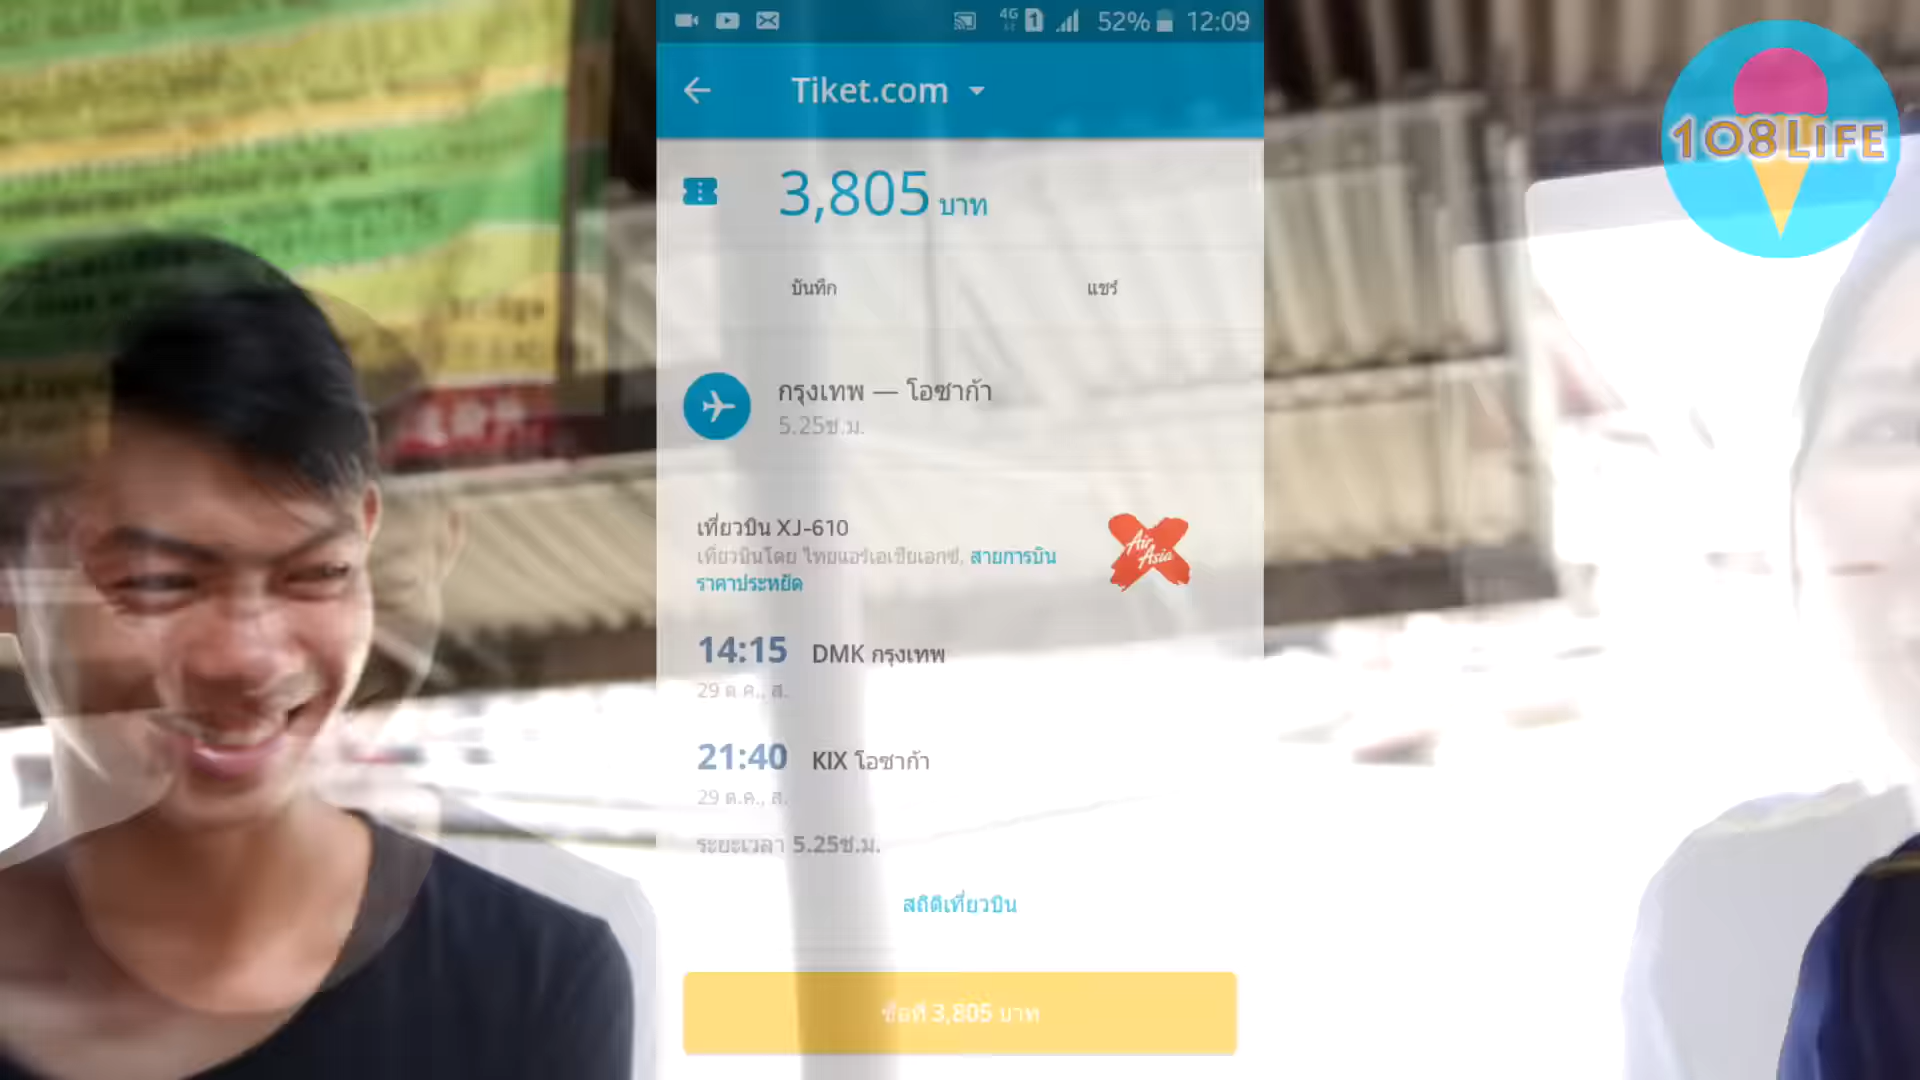 52% 12:09
Tiket.com
108LIFE
3,805 บาท
บันทึก
แชร์
กรุงเทพ — โอซาก้า
5.25ช.ม.
เที่ยวบิน XJ-610
เที่ยวบินโดย ไทยแอร์เอเชียเอกซ์, สายการบิน
ราคาประหยัด
Air
Asia
14:15 DMK กรุงเทพ
29 ต.ค., ส.
21:40 KIX โอซาก้า
29 ต.ค., ส.
ระยะเวลา 5.25ช.ม.
สถิติเที่ยวบิน
ซื้อที่ 3,805 บาท